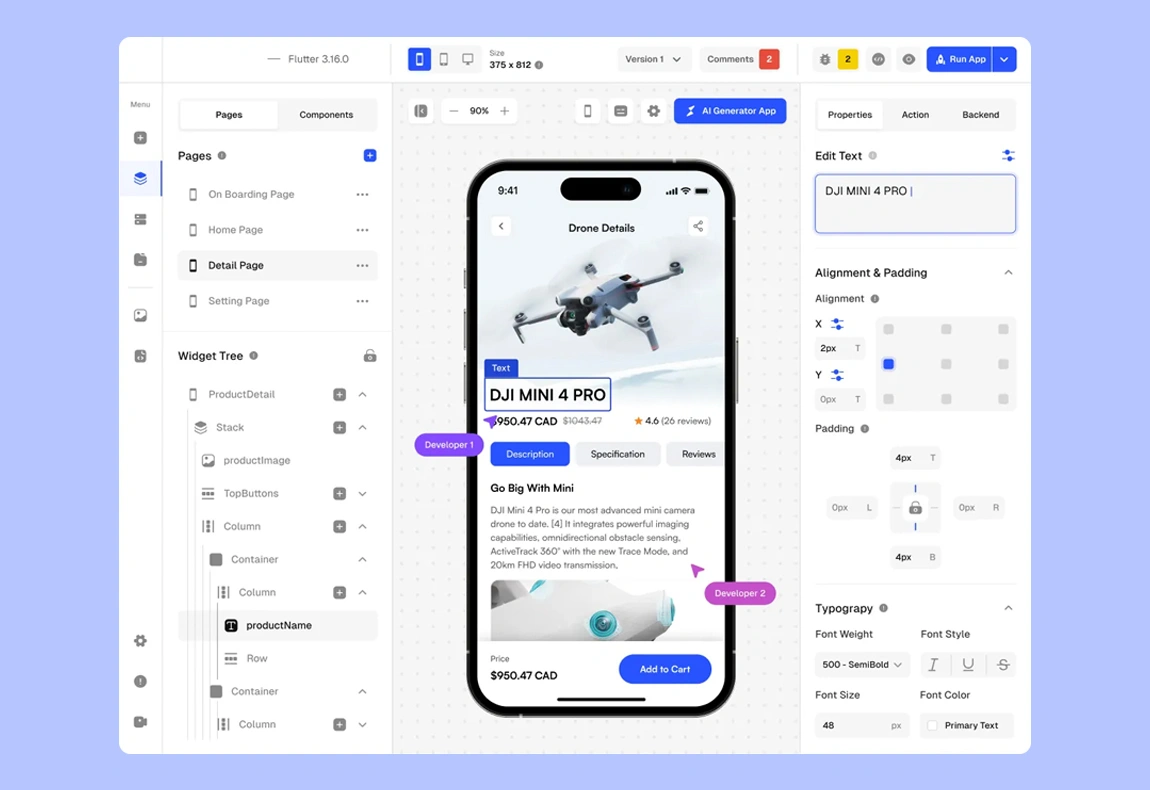 Flutter 3.16.0
Size
375 x 812
Version 1
Comments 2
2
Run App
Menu
Pages Components
Pages
On Boarding Page
Home Page
Detail Page
Setting Page
Widget Tree
ProductDetail
Stack
productImage
TopButtons
Column
Container
Column
productName
Row
Container
Column
90%
AI Generator App
9:41
Drone Details
Text
DJI MINI 4 PRO
$950.47 CAD $1043.47 4.6 (26 reviews)
Developer 1
Description Specification Reviews
Go Big With Mini
DJI Mini 4 Pro is our most advanced mini camera
drone to date. [4] It integrates powerful imaging
capabilities, omnidirectional obstacle sensing,
ActiveTrack 360° with the new Trace Mode, and
20km FHD video transmission.
Developer 2
Price
$950.47 CAD
Add to Cart
Properties Action Backend
Edit Text
DJI MINI 4 PRO
Alignment & Padding
Alignment
X
2px T
Y
0px T
Padding
4px T
0px L
0px R
4px B
Typograpy
Font Weight Font Style
500 - SemiBold I U S
Font Size Font Color
48 px Primary Text